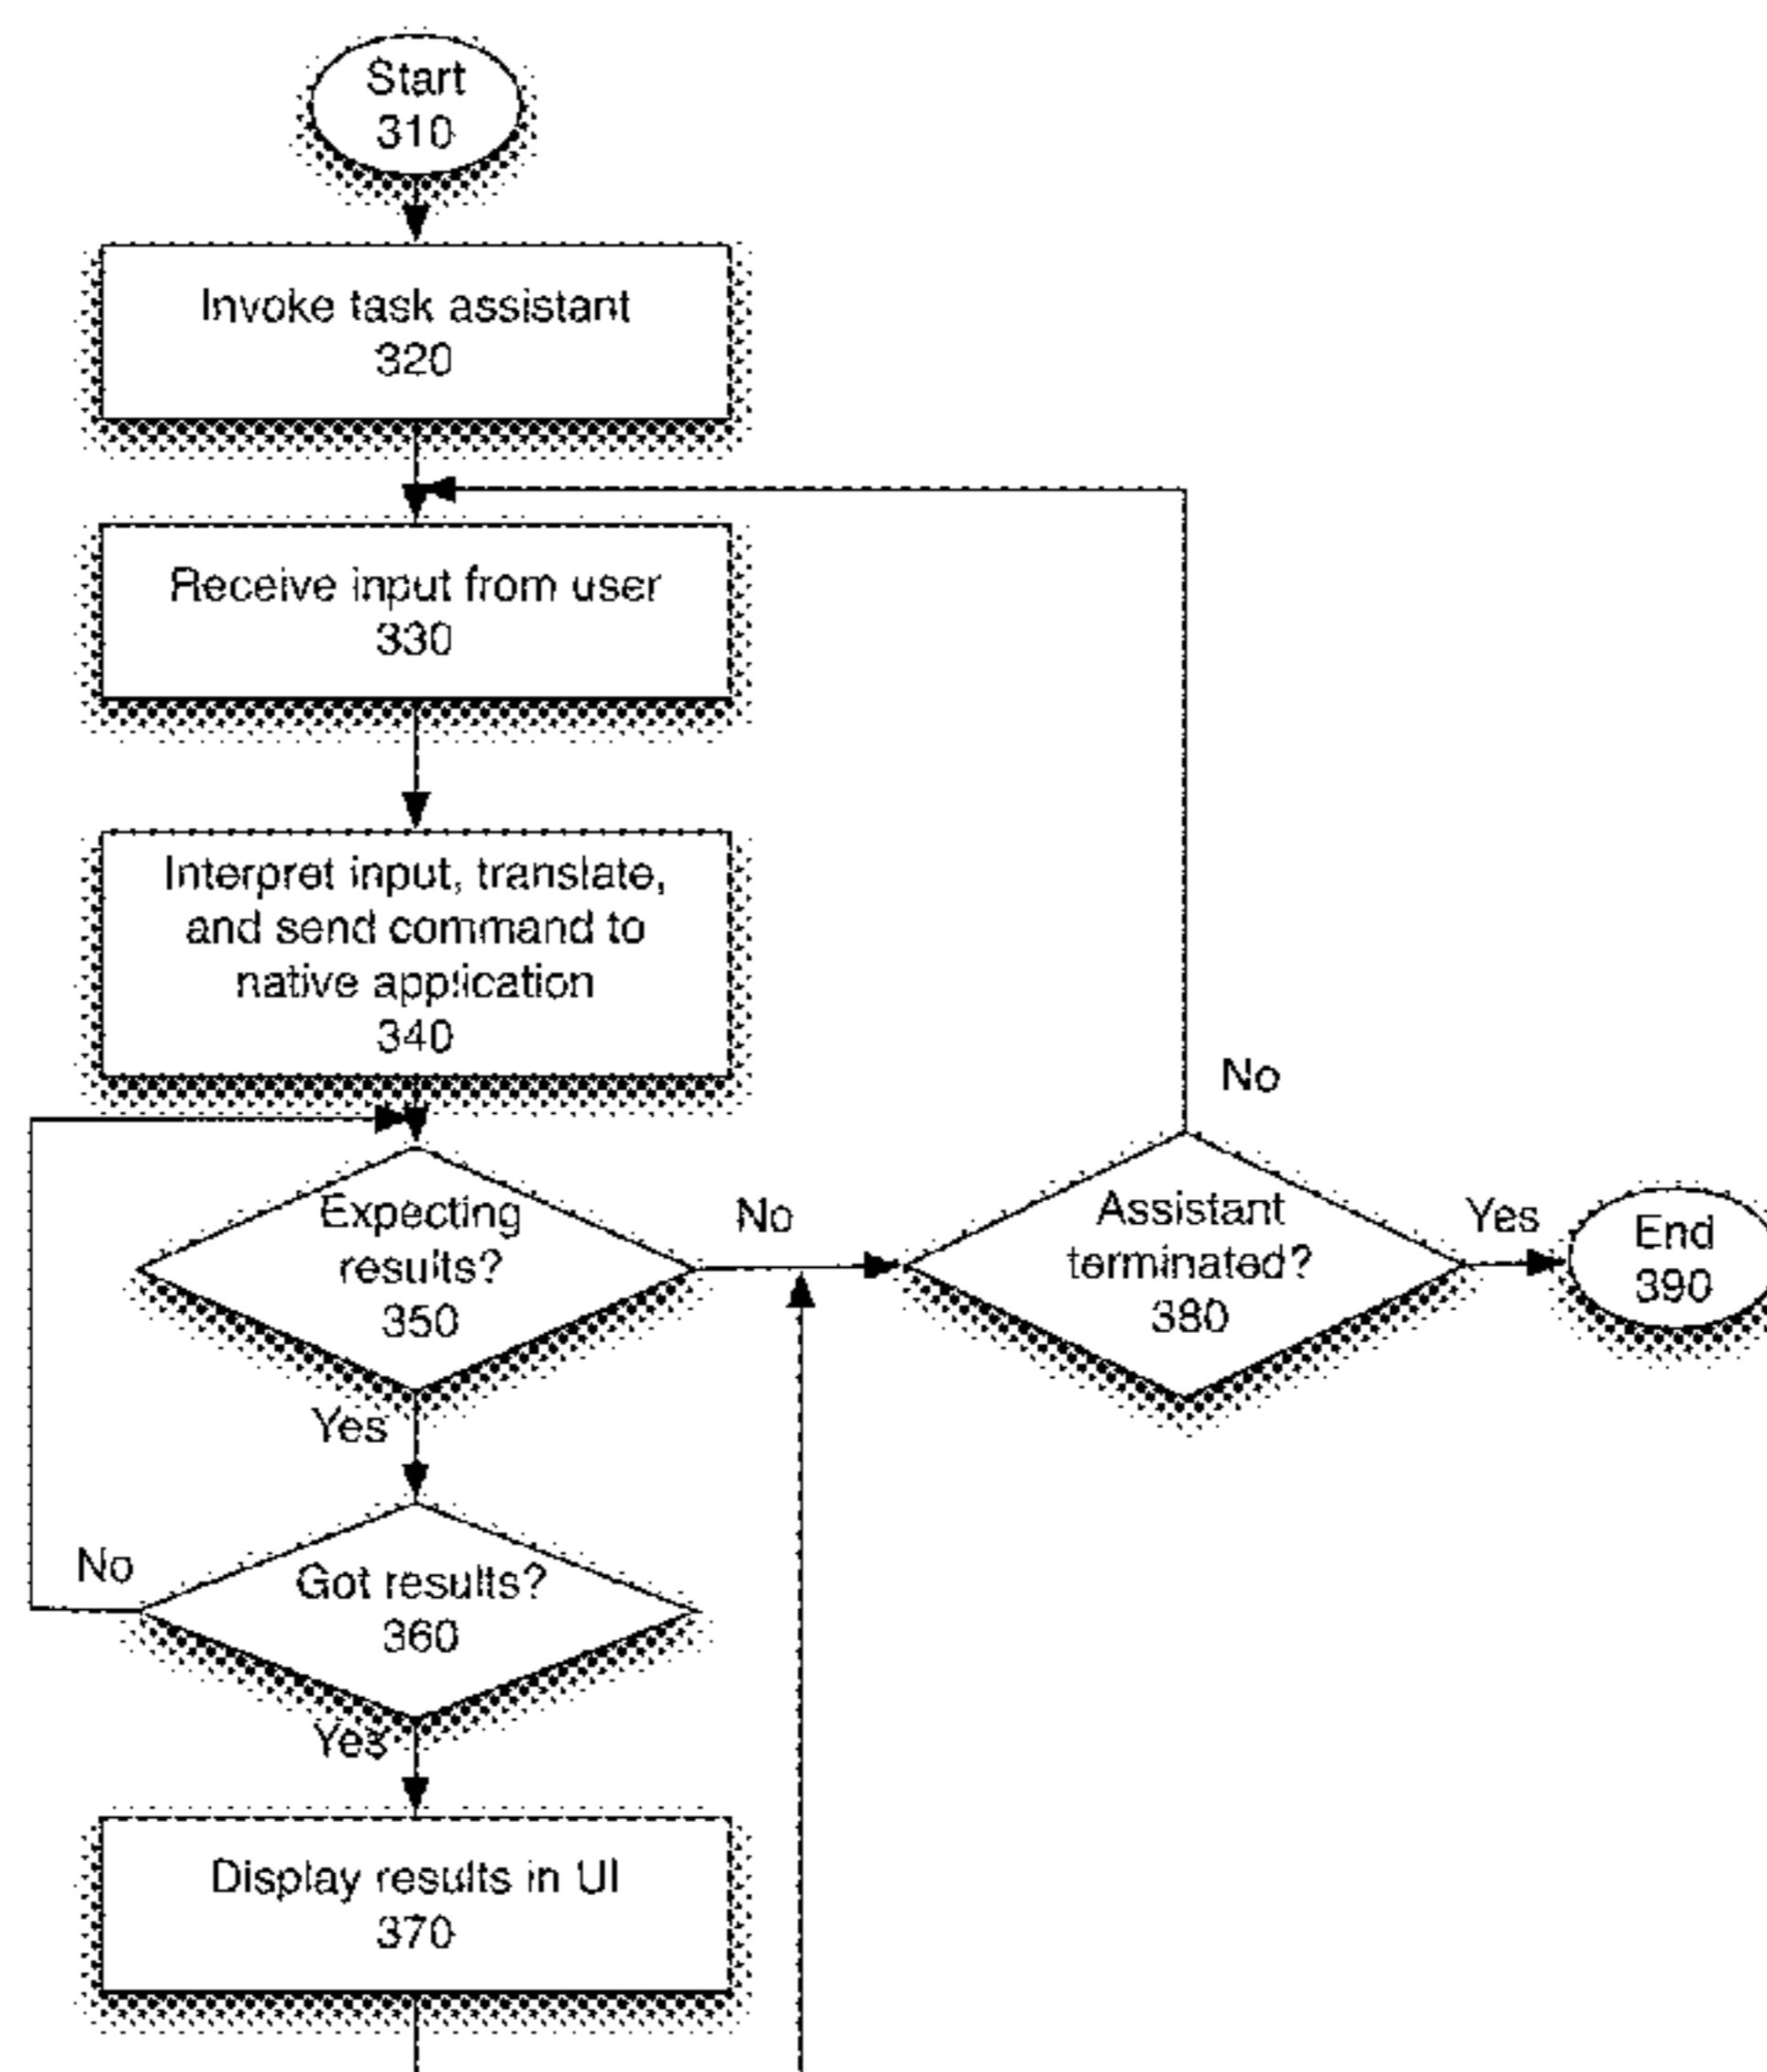 Start
310
Invoke task assistant
320
Receive input from user
330
Interpret input, translate,
and send command to
native application
340
No
Expecting
results?
350
No
Assistant
terminated?
380
Yes
End
390
Yes
No
Got results?
360
Yes
Display results in UI
370